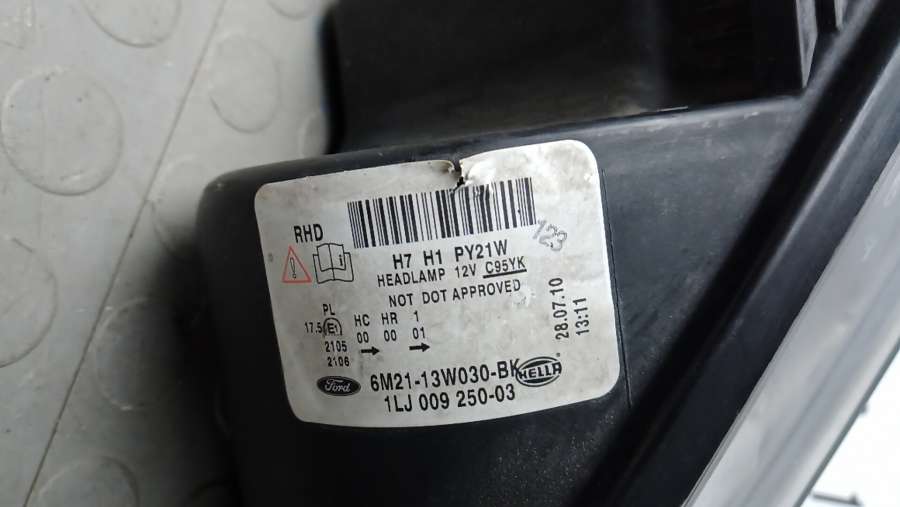 RHD
123
H7 H1 PY21W
HEADLAMP 12V C95YK
NOT DOT APPROVED
PL
17.5 E1 HC HR 1
2105 00 00 01
2106
28.07.10
13:11
Ford
6M21-13W030-BK
HELLA
1LJ 009 250-03